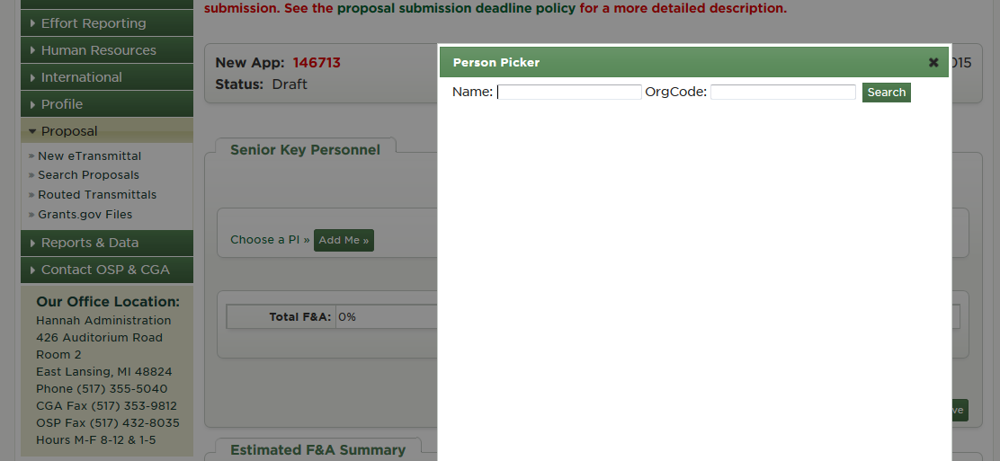 submission. See the proposal submission deadline policy for a more detailed description.
Effort Reporting
Human Resources
International
Profile
Proposal
» New eTransmittal
» Search Proposals
» Routed Transmittals
» Grants.gov Files
Reports & Data
Contact OSP & CGA
Our Office Location:
Hannah Administration
426 Auditorium Road
Room 2
East Lansing, MI 48824
Phone (517) 355-5040
CGA Fax (517) 353-9812
OSP Fax (517) 432-8035
Hours M-F 8-12 & 1-5
New App: 146713
Status: Draft
015
Senior Key Personnel
Choose a PI » Add Me »
Total F&A: 0%
ve
Estimated F&A Summary
Person Picker
Name: OrgCode: Search